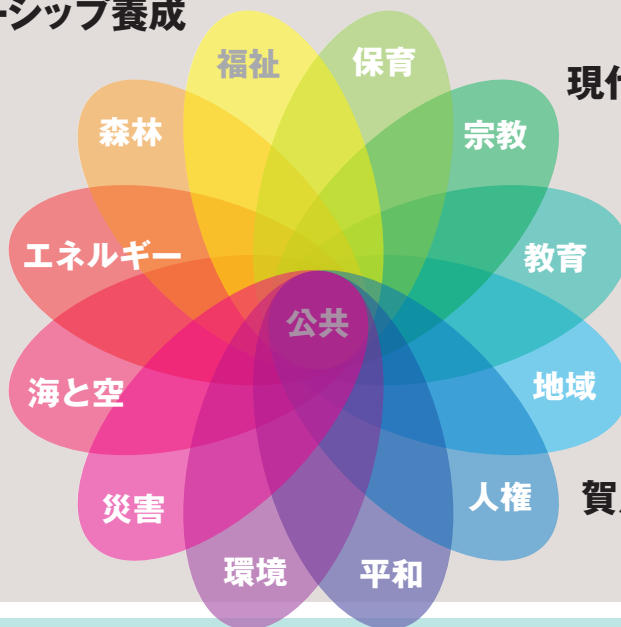 ーシップ養成
福祉
保育
現代
森林
宗教
エネルギー
教育
公共
海と空
地域
災害
人権
賀
環境
平和